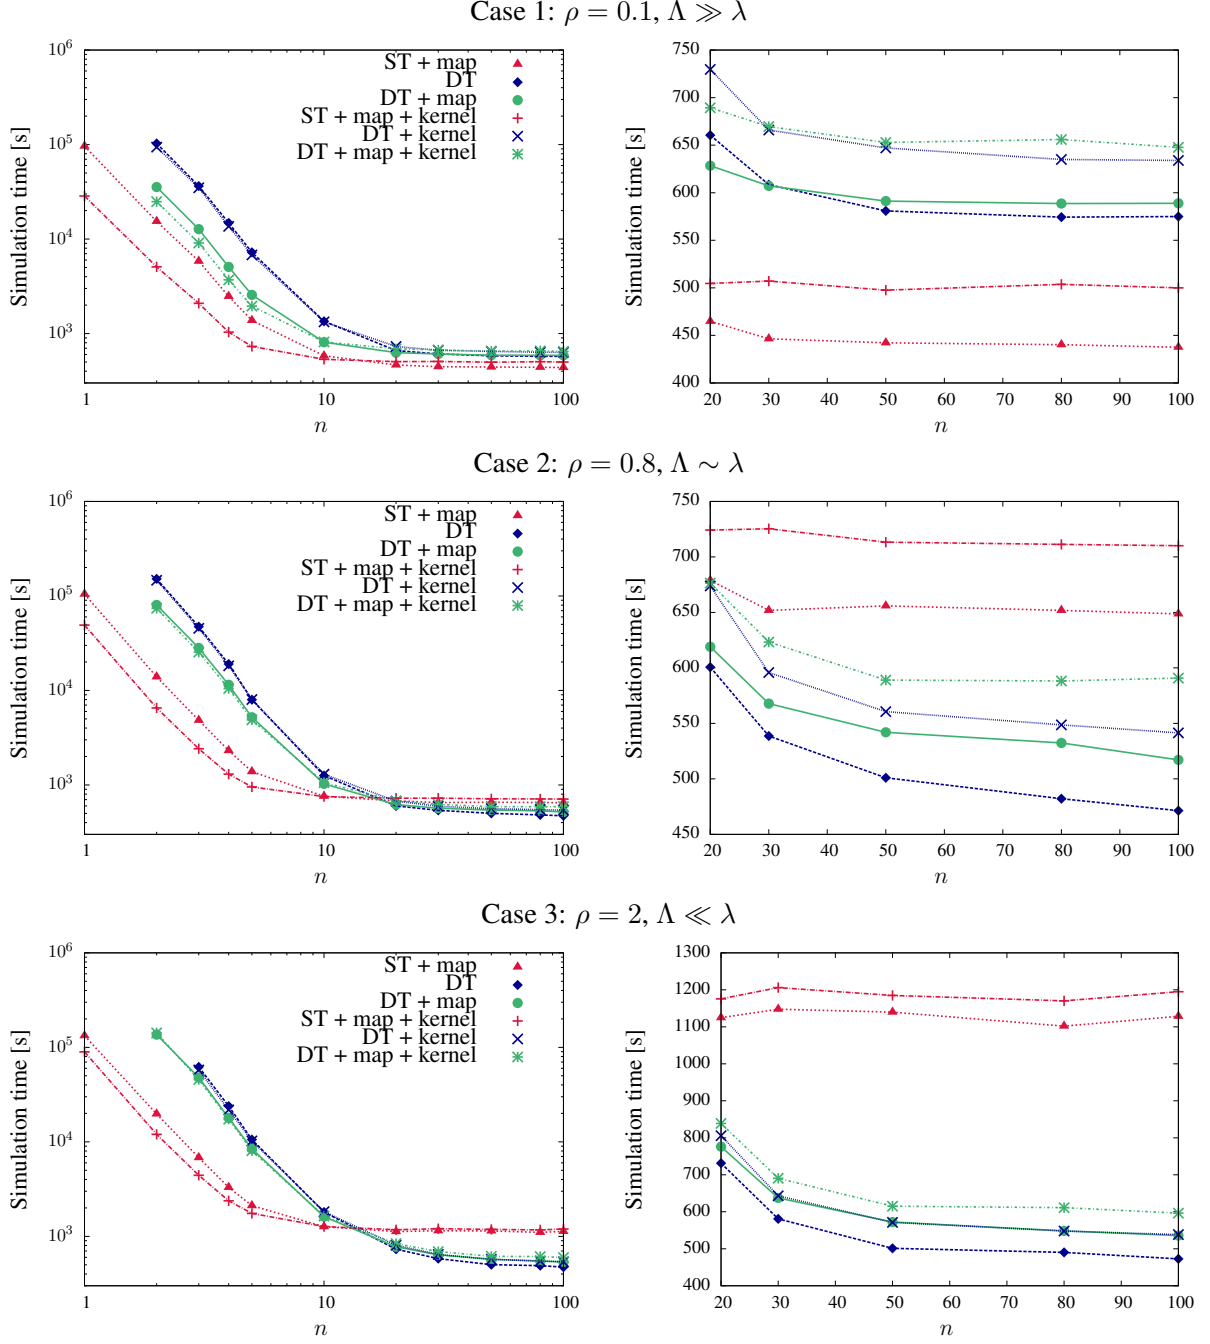 Case 1: ρ = 0.1, Λ ≫ λ
Simulation time [s]
10^6
10^5
10^4
10^3
ST + map
DT
DT + map
ST + map + kernel
DT + kernel
DT + map + kernel
1 10 100
n
Simulation time [s]
750
700
650
600
550
500
450
400
20 30 40 50 60 70 80 90 100
n
Case 2: ρ = 0.8, Λ ∼ λ
Simulation time [s]
10^6
10^5
10^4
10^3
ST + map
DT
DT + map
ST + map + kernel
DT + kernel
DT + map + kernel
1 10 100
n
Simulation time [s]
750
700
650
600
550
500
450
20 30 40 50 60 70 80 90 100
n
Case 3: ρ = 2, Λ ≪ λ
Simulation time [s]
10^6
10^5
10^4
10^3
ST + map
DT
DT + map
ST + map + kernel
DT + kernel
DT + map + kernel
1 10 100
n
Simulation time [s]
1300
1200
1100
1000
900
800
700
600
500
400
20 30 40 50 60 70 80 90 100
n